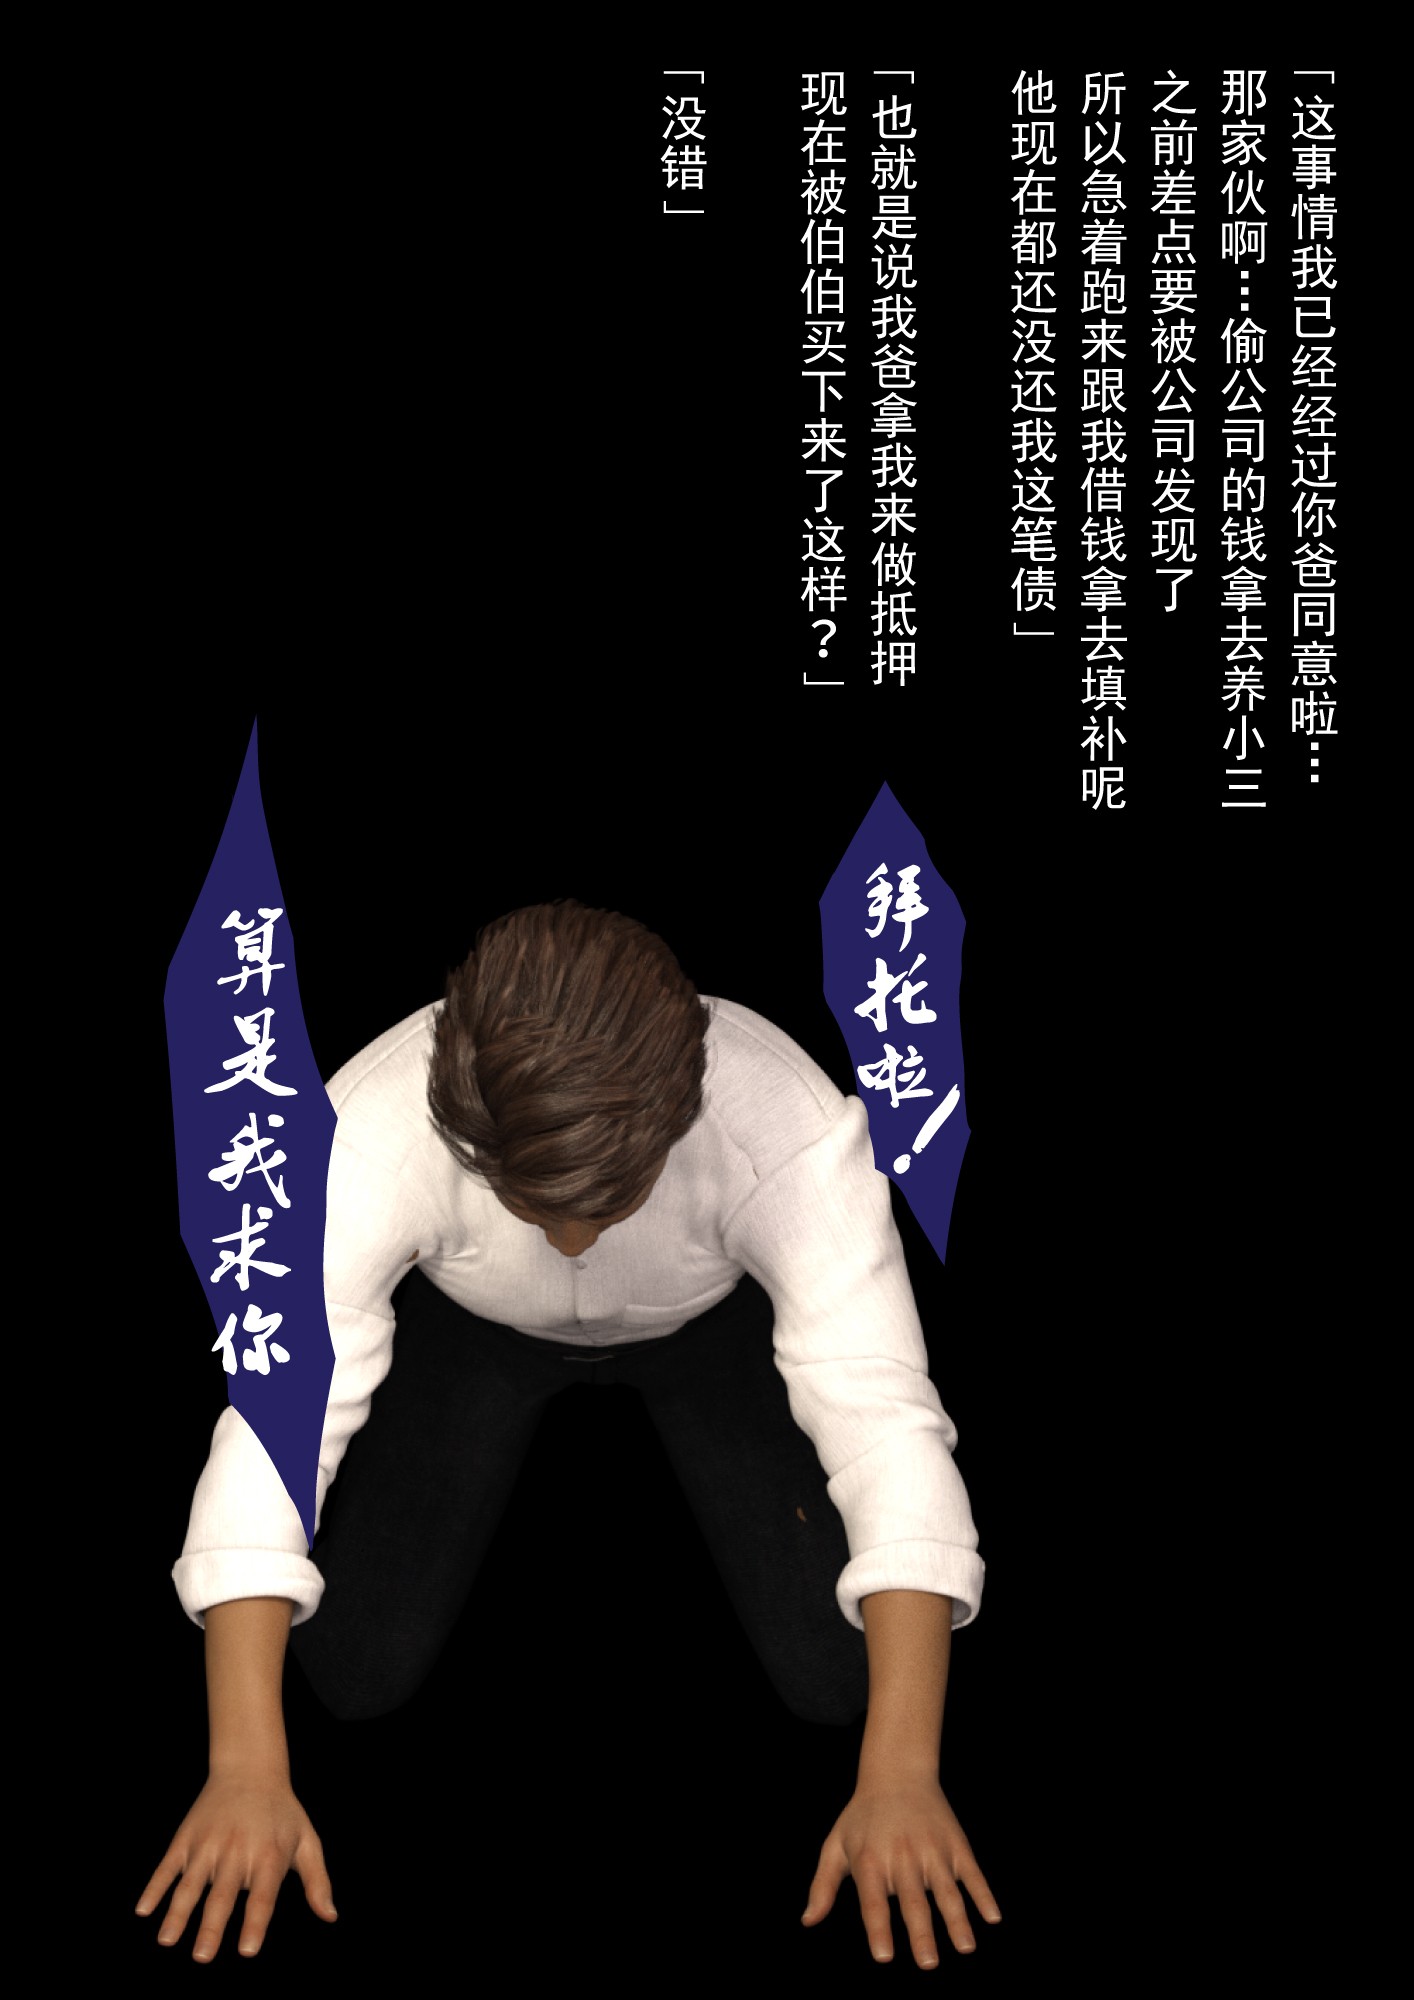 「这事情我已经经过你爸同意啦…
那家伙啊…偷公司的钱拿去养小三
之前差点要被公司发现了
所以急着跑来跟我借钱拿去填补呢
他现在都还没还我这笔债」
「也就是说我爸拿我来做抵押
现在被伯伯买下来了这样？」
「没错」
拜托啦！
算是我求你